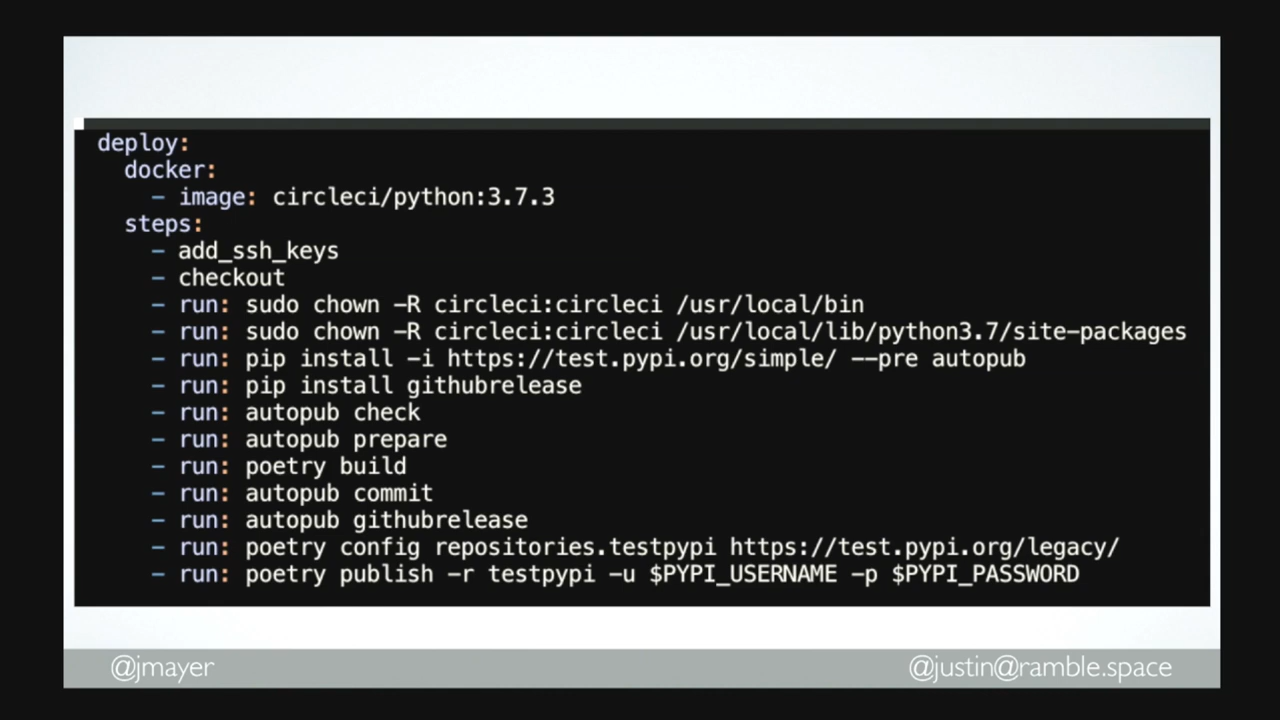 deploy:
docker:
- image: circleci/python:3.7.3
steps:
- add_ssh_keys
- checkout
- run: sudo chown -R circleci:circleci /usr/local/bin
- run: sudo chown -R circleci:circleci /usr/local/lib/python3.7/site-packages
- run: pip install -i https://test.pypi.org/simple/ --pre autopub
- run: pip install githubrelease
- run: autopub check
- run: autopub prepare
- run: poetry build
- run: autopub commit
- run: autopub githubrelease
- run: poetry config repositories.testpypi https://test.pypi.org/legacy/
- run: poetry publish -r testpypi -u $PYPI_USERNAME -p $PYPI_PASSWORD
@jmayer
@justin@ramble.space